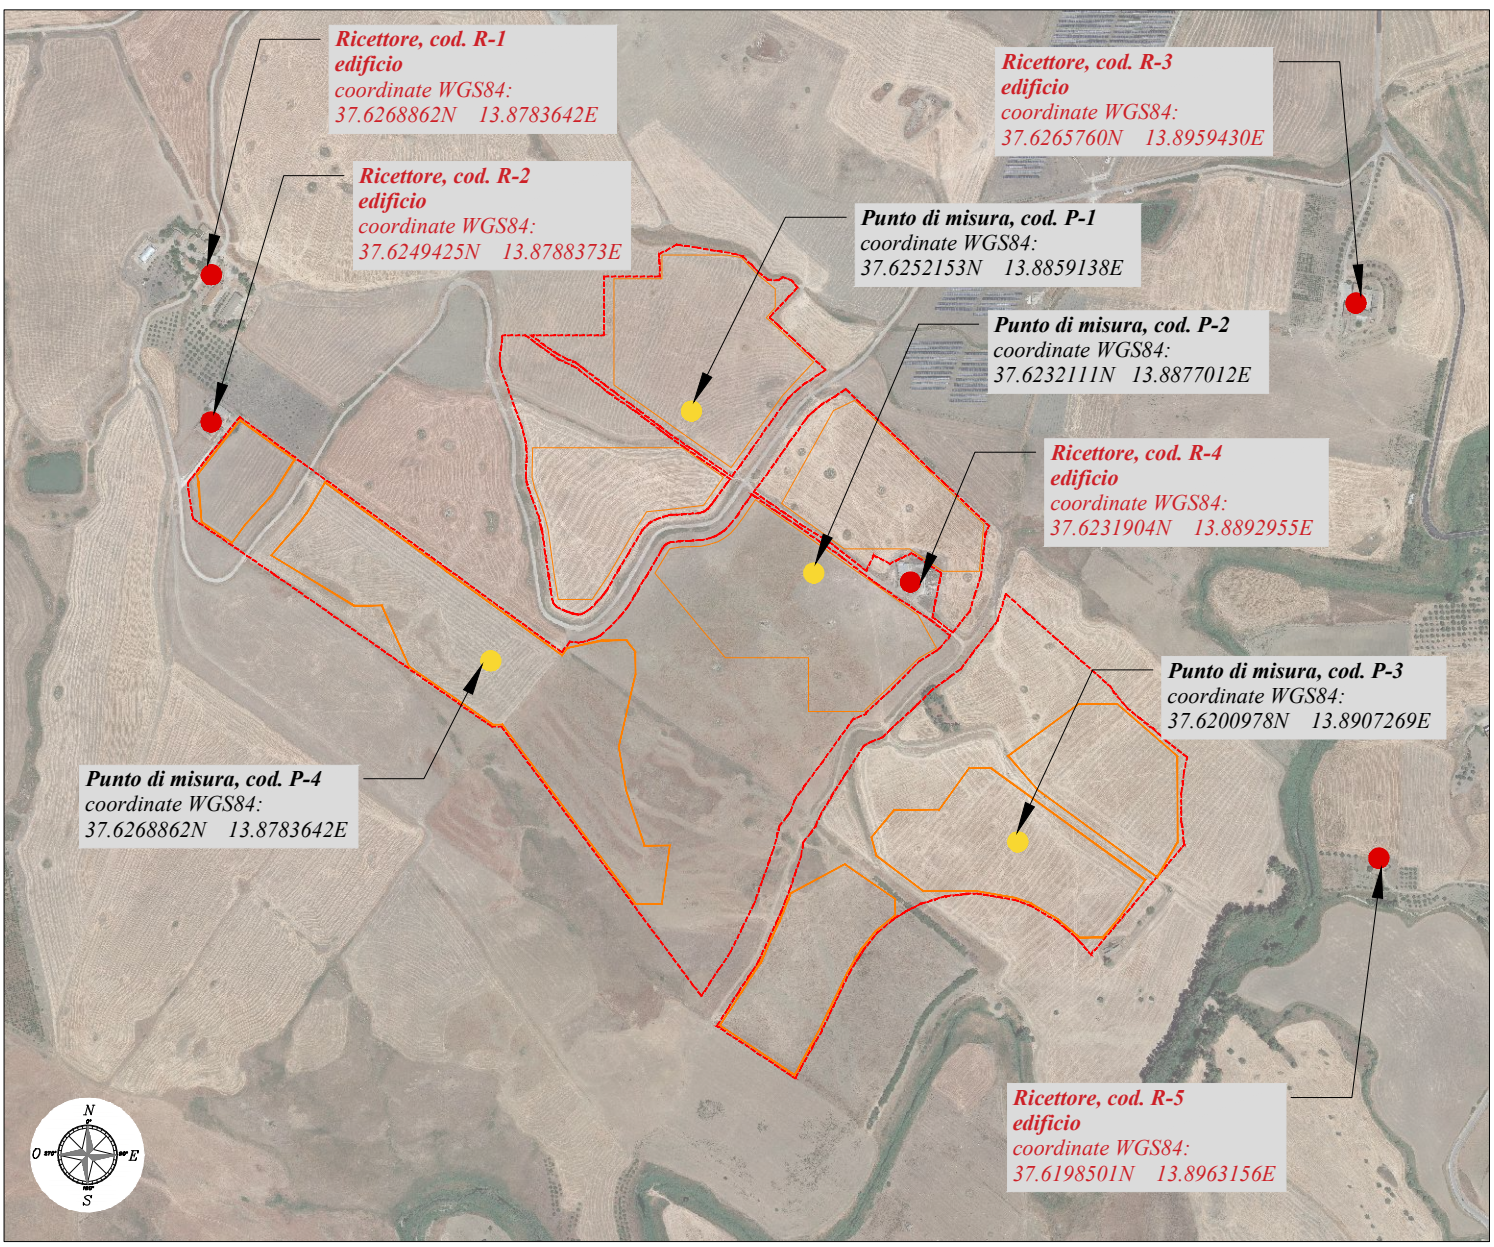 Ricettore, cod. R-1
edificio
coordinate WGS84:
37.6268862N 13.8783642E
Ricettore, cod. R-2
edificio
coordinate WGS84:
37.6249425N 13.8788373E
Ricettore, cod. R-3
edificio
coordinate WGS84:
37.6265760N 13.8959430E
Punto di misura, cod. P-1
coordinate WGS84:
37.6252153N 13.8859138E
Punto di misura, cod. P-2
coordinate WGS84:
37.6232111N 13.8877012E
Ricettore, cod. R-4
edificio
coordinate WGS84:
37.6231904N 13.8892955E
Punto di misura, cod. P-3
coordinate WGS84:
37.6200978N 13.8907269E
Punto di misura, cod. P-4
coordinate WGS84:
37.6268862N 13.8783642E
Ricettore, cod. R-5
edificio
coordinate WGS84:
37.6198501N 13.8963156E
N
0°
O 270° 90° E
180°
S